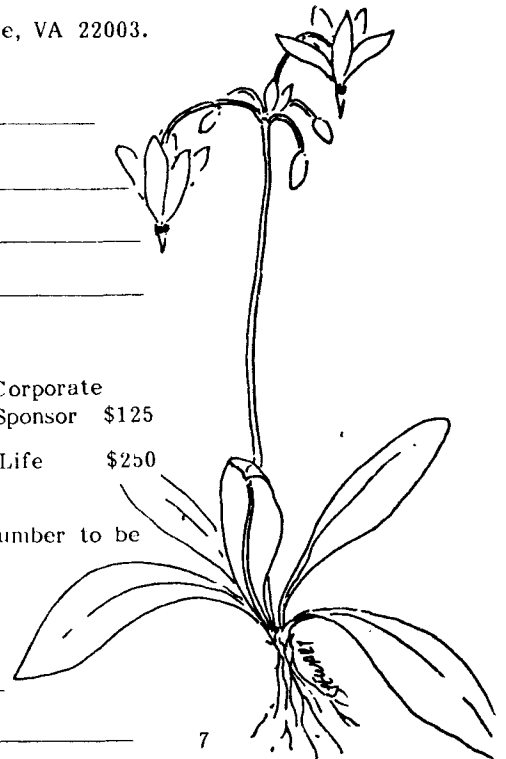 e, VA 22003.
Corporate
Sponsor $125
Life $250
umber to be
7